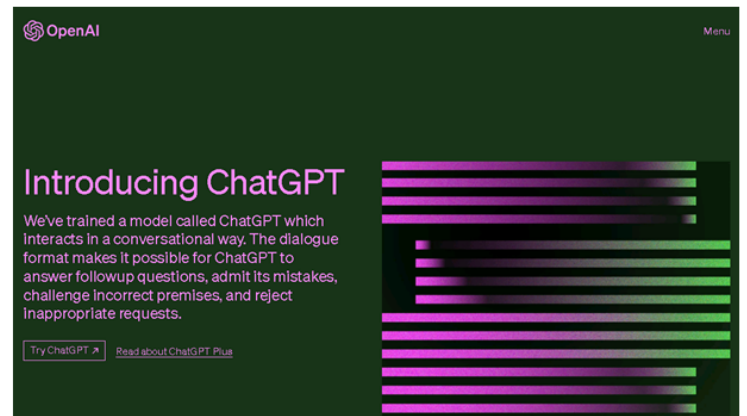 OpenAI
Menu
Introducing ChatGPT
We've trained a model called ChatGPT which
interacts in a conversational way. The dialogue
format makes it possible for ChatGPT to
answer followup questions, admit its mistakes,
challenge incorrect premises, and reject
inappropriate requests.
Try ChatGPT ↗ Read about ChatGPT Plus